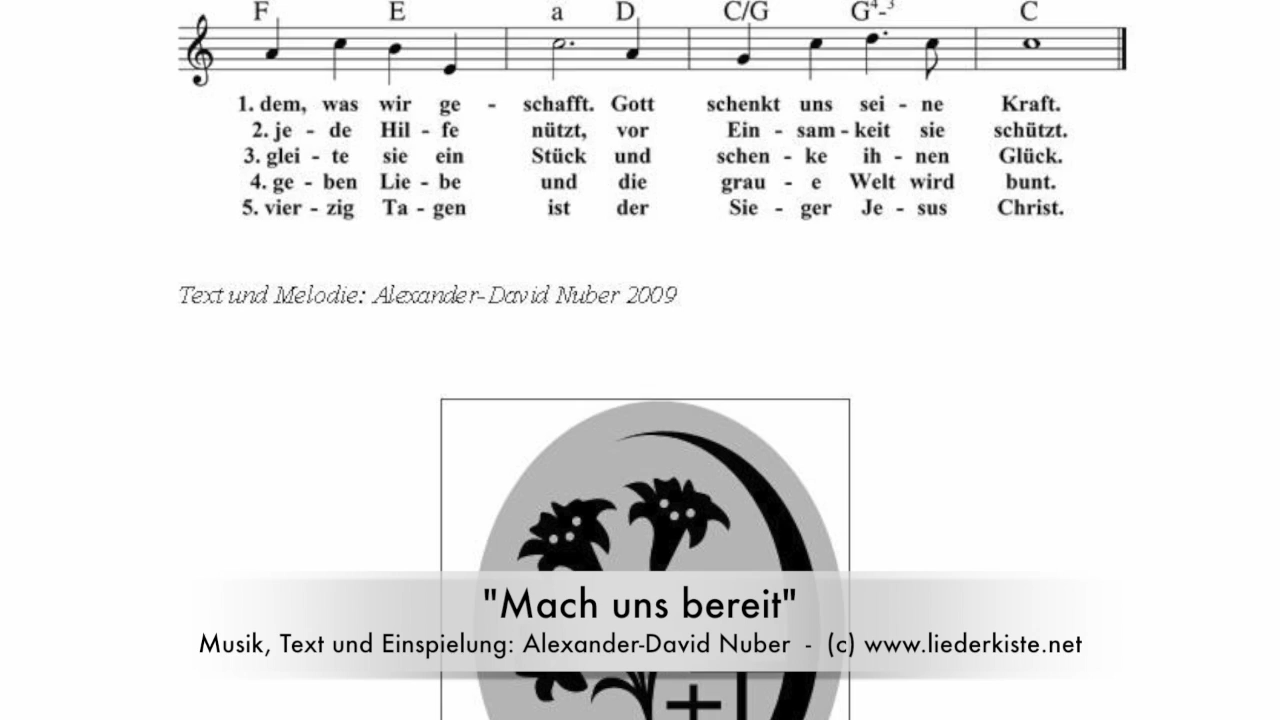 F E a D C/G G4-3 C
1. dem, was wir ge - schafft. Gott schenkt uns sei - ne Kraft.
2. je - de Hil - fe nützt, vor Ein - sam - keit sie schützt.
3. glei - te sie ein Stück und schen - ke ih - nen Glück.
4. ge - ben Lie - be und die grau - e Welt wird bunt.
5. vier - zig Ta - gen ist der Sie - ger Je - sus Christ.
Text und Melodie: Alexander-David Nuber 2009
"Mach uns bereit"
Musik, Text und Einspielung: Alexander-David Nuber - (c) www.liederkiste.net